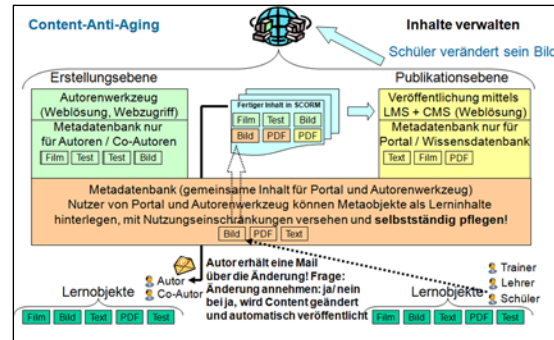 Content-Anti-Aging
Inhalte verwalten
Schüler verändert sein Bild
Erstellungsebene
Publikationsebene
Autorenwerkzeug
(Weblösung, Webzugriff)
Metadatenbank nur
für Autoren / Co-Autoren
Film Test Test Bild
Fertiger Inhalt in SCORM
Film Test Bild
Bild PDF PDF
Veröffentlichung mittels
LMS + CMS (Weblösung)
Metadatenbank nur für
Portal / Wissensdatenbank
Text Film PDF
Metadatenbank (gemeinsame Inhalt für Portal und Autorenwerkzeug)
Nutzer von Portal und Autorenwerkzeug können Metaobjekte als Lerninhalte
hinterlegen, mit Nutzungseinschränkungen versehen und selbstständig pflegen!
Bild PDF Text
Autor erhält eine Mail
über die Änderung! Frage:
Änderung annehmen: ja/ nein
bei ja, wird Content geändert
und automatisch veröffentlicht
Autor
Co-Autor
Lernobjekte
Film Bild Text PDF Test
Trainer
Lehrer
Schüler
Lernobjekte
Film Bild Text PDF Test